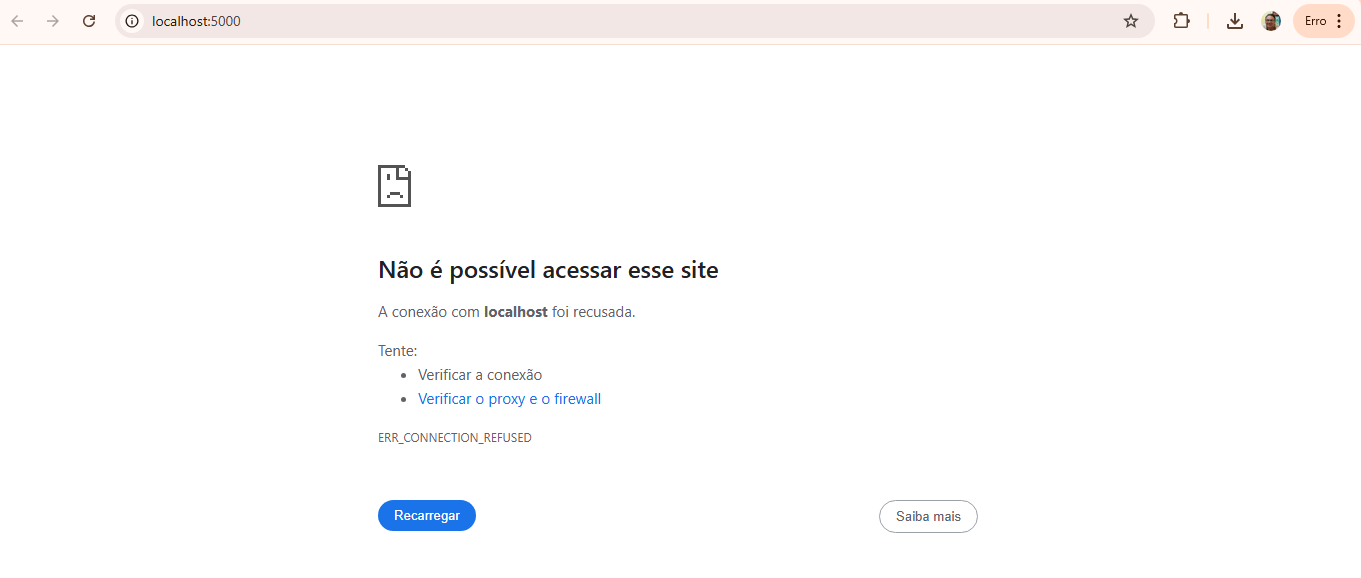 localhost:5000
Erro
Não é possível acessar esse site
A conexão com localhost foi recusada.
Tente:
• Verificar a conexão
• Verificar o proxy e o firewall
ERR_CONNECTION_REFUSED
Recarregar
Saiba mais